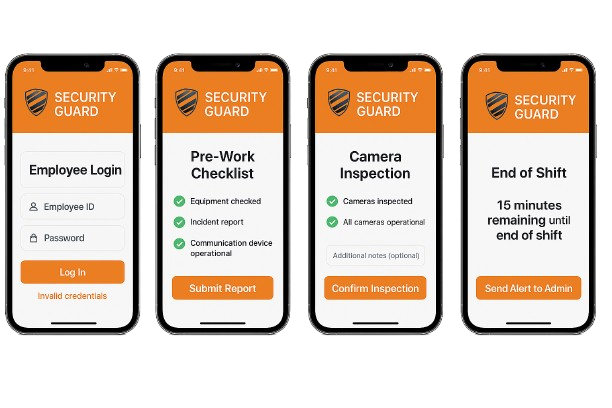 9:41
SECURITY
GUARD
Employee Login
Employee ID
Password
Log In
Invalid credentials
9:41
SECURITY
GUARD
Pre-Work
Checklist
Equipment checked
Incident report
Communication device
operational
Submit Report
9:41
SECURITY
GUARD
Camera
Inspection
Cameras inspected
All cameras operational
Additional notes (optional)
Confirm Inspection
9:41
SECURITY
GUARD
End of Shift
15 minutes
remaining until
end of shift
Send Alert to Admin